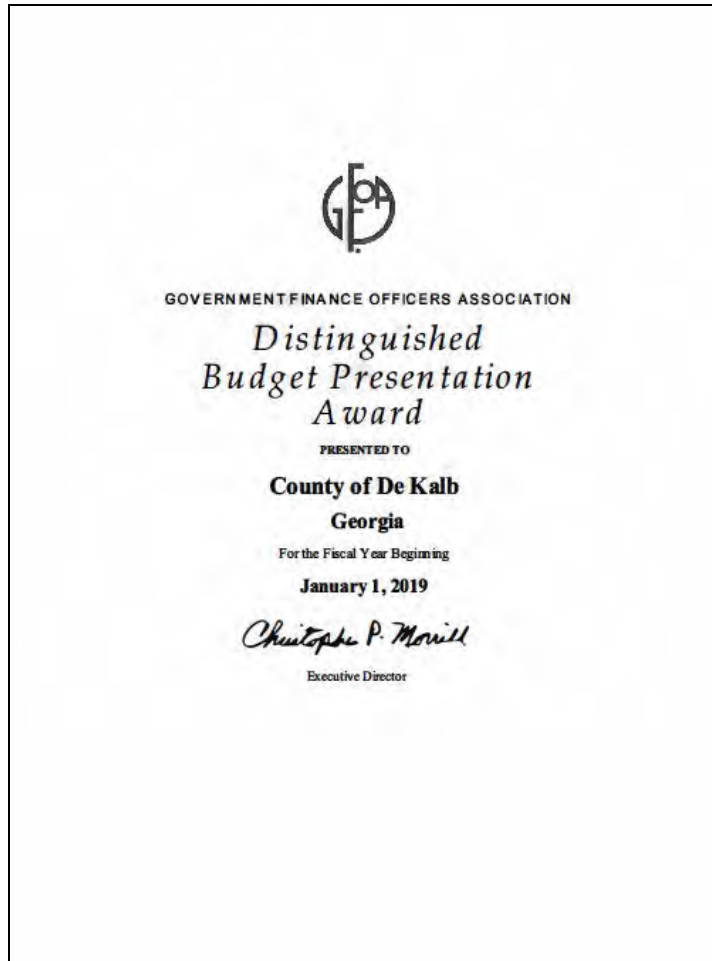 GFOA
GOVERNMENT FINANCE OFFICERS ASSOCIATION
Distinguished
Budget Presentation
Award
PRESENTED TO
County of De Kalb
Georgia
For the Fiscal Year Beginning
January 1, 2019
Christopher P. Morrill
Executive Director